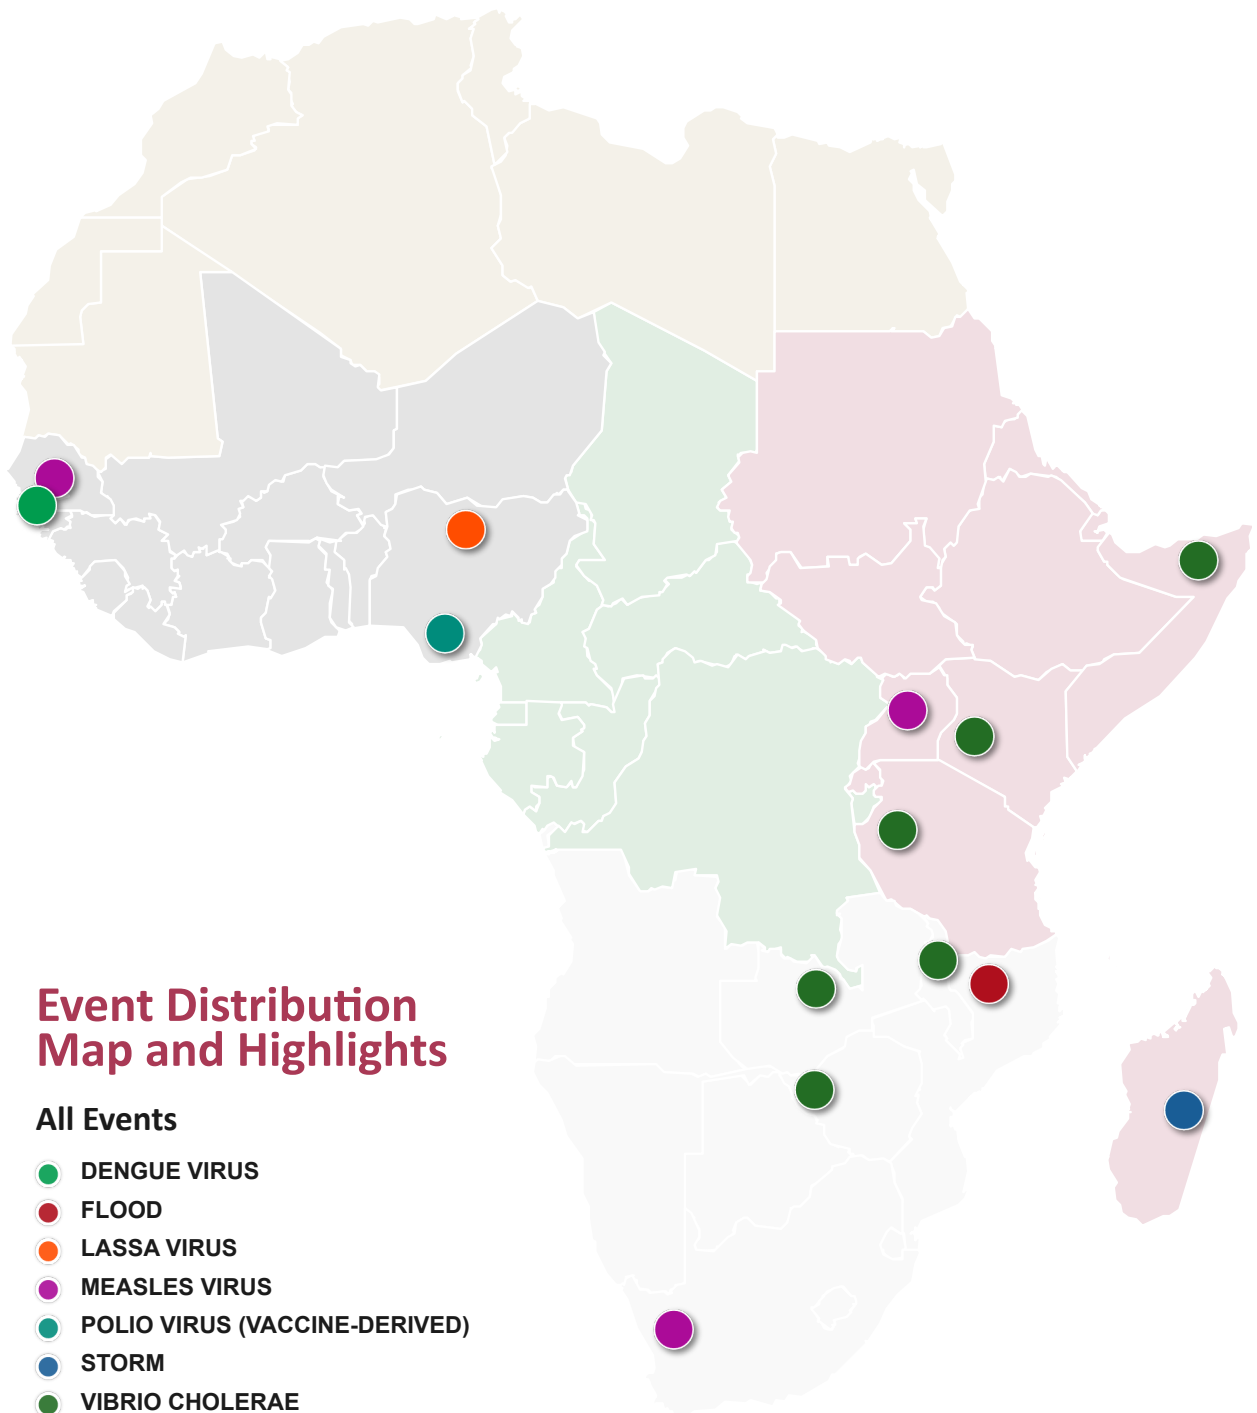 Event Distribution
Map and Highlights
All Events
DENGUE VIRUS
FLOOD
LASSA VIRUS
MEASLES VIRUS
POLIO VIRUS (VACCINE-DERIVED)
STORM
VIBRIO CHOLERAE